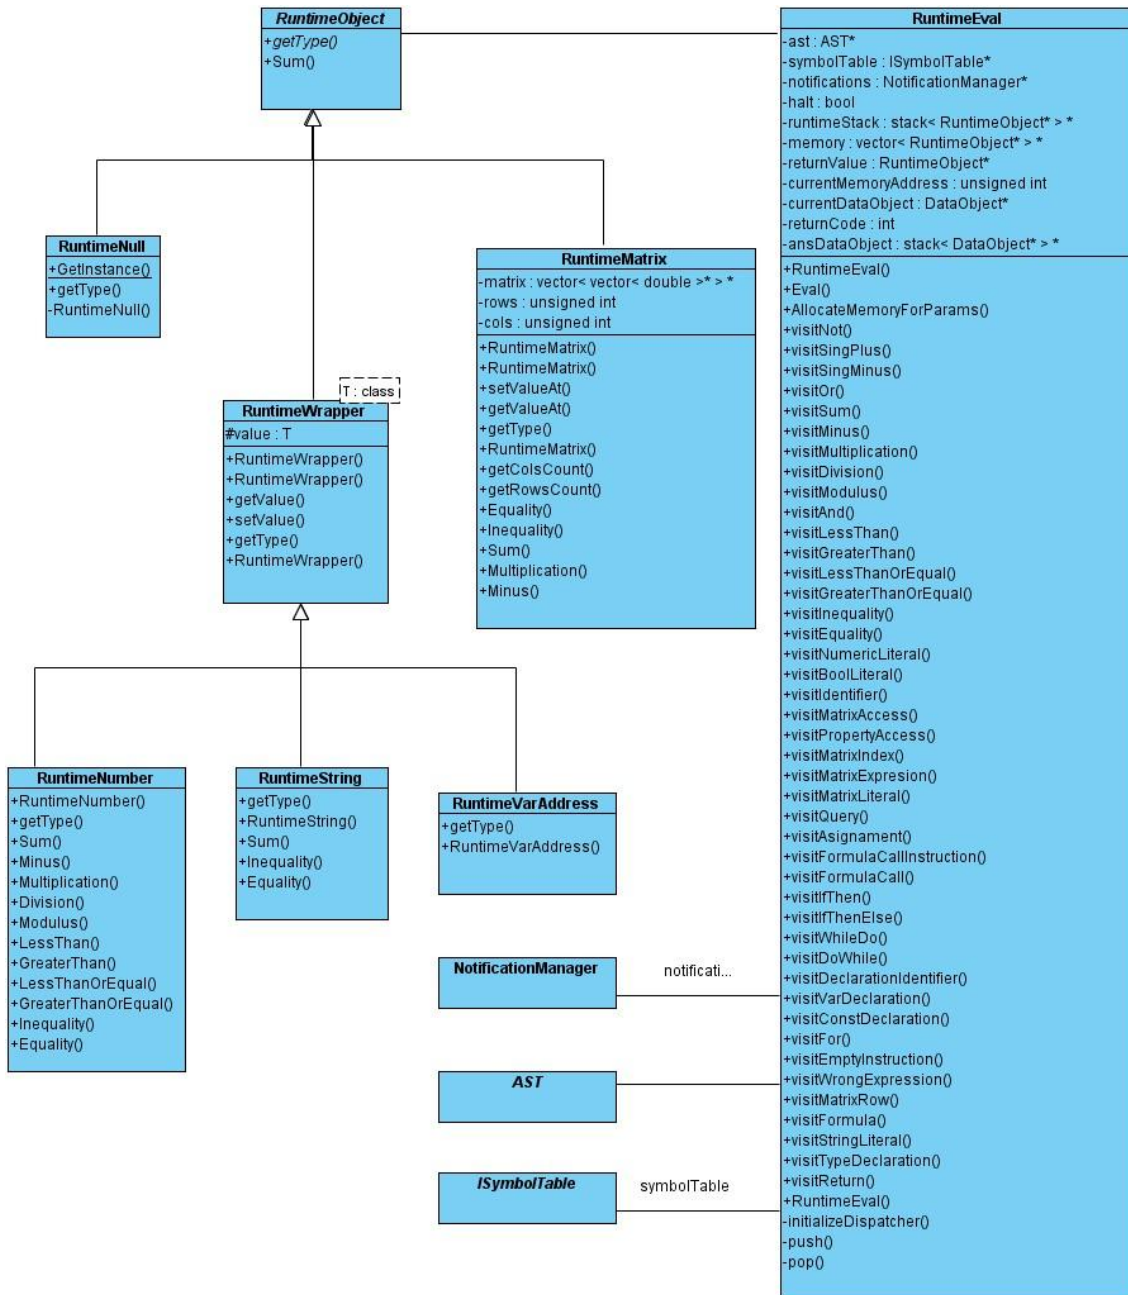 RuntimeObject
+getType()
+Sum()
RuntimeEval
-ast : AST*
-symbolTable : ISymbolTable*
-notifications : NotificationManager*
-halt : bool
-runtimeStack : stack< RuntimeObject* > *
-memory : vector< RuntimeObject* > *
-returnValue : RuntimeObject*
-currentMemoryAddress : unsigned int
-currentDataObject : DataObject*
-returnCode : int
-ansDataObject : stack< DataObject* > *
+RuntimeEval()
+Eval()
+AllocateMemoryForParams()
+visitNot()
+visitSingPlus()
+visitSingMinus()
+visitOr()
+visitSum()
+visitMinus()
+visitMultiplication()
+visitDivision()
+visitModulus()
+visitAnd()
+visitLessThan()
+visitGreaterThan()
+visitLessThanOrEqual()
+visitGreaterThanOrEqual()
+visitInequality()
+visitEquality()
+visitNumericLiteral()
+visitBoolLiteral()
+visitIdentifier()
+visitMatrixAccess()
+visitPropertyAccess()
+visitMatrixIndex()
+visitMatrixExpresion()
+visitMatrixLiteral()
+visitQuery()
+visitAsignament()
+visitFormulaCallInstruction()
+visitFormulaCall()
+visitIfThen()
+visitIfThenElse()
+visitWhileDo()
+visitDoWhile()
+visitDeclarationIdentifier()
+visitVarDeclaration()
+visitConstDeclaration()
+visitFor()
+visitEmptyInstruction()
+visitWrongExpression()
+visitMatrixRow()
+visitFormula()
+visitStringLiteral()
+visitTypeDeclaration()
+visitReturn()
+RuntimeEval()
-initializeDispatcher()
-push()
-pop()
RuntimeNull
+GetInstance()
+getType()
-RuntimeNull()
RuntimeMatrix
-matrix : vector< vector< double >* > *
-rows : unsigned int
-cols : unsigned int
+RuntimeMatrix()
+RuntimeMatrix()
+setValueAt()
+getValueAt()
+getType()
+RuntimeMatrix()
+getColsCount()
+getRowsCount()
+Equality()
+Inequality()
+Sum()
+Multiplication()
+Minus()
T : class
RuntimeWrapper
#value : T
+RuntimeWrapper()
+RuntimeWrapper()
+getValue()
+setValue()
+getType()
+RuntimeWrapper()
RuntimeNumber
+RuntimeNumber()
+getType()
+Sum()
+Minus()
+Multiplication()
+Division()
+Modulus()
+LessThan()
+GreaterThan()
+LessThanOrEqual()
+GreaterThanOrEqual()
+Inequality()
+Equality()
RuntimeString
+getType()
+RuntimeString()
+Sum()
+Inequality()
+Equality()
RuntimeVarAddress
+getType()
+RuntimeVarAddress()
NotificationManager
notificati...
AST
ISymbolTable
symbolTable